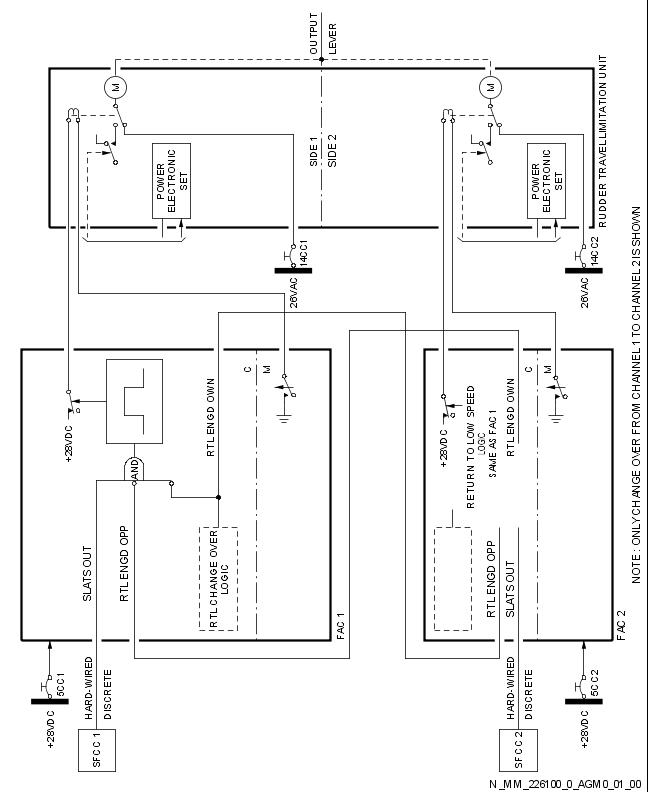 OUTPUT
LEVER
M
M
SIDE 1
SIDE 2
POWER
ELECTRONIC
SET
POWER
ELECTRONIC
SET
RUDDER TRAVEL LIMITATION UNIT
14CC1
26VAC
14CC2
26VAC
C
M
RTL ENGD OWN
+28VDC
AND
SLATS OUT
RTL ENGD OPP
RTL CHANGE OVER
LOGIC
FAC 1
C
M
RTL ENGD OWN
+28VDC
RETURN TO LOW SPEED
LOGIC
SAME AS FAC 1
RTL ENGD OPP
SLATS OUT
FAC 2
5CC1
+28VDC
HARD-WIRED
DISCRETE
SFCC 1
HARD-WIRED
DISCRETE
SFCC 2
5CC2
+28VDC
NOTE : ONLY CHANGE OVER FROM CHANNEL 1 TO CHANNEL 2 IS SHOWN
N_MM_226100_0_AGM0_01_00